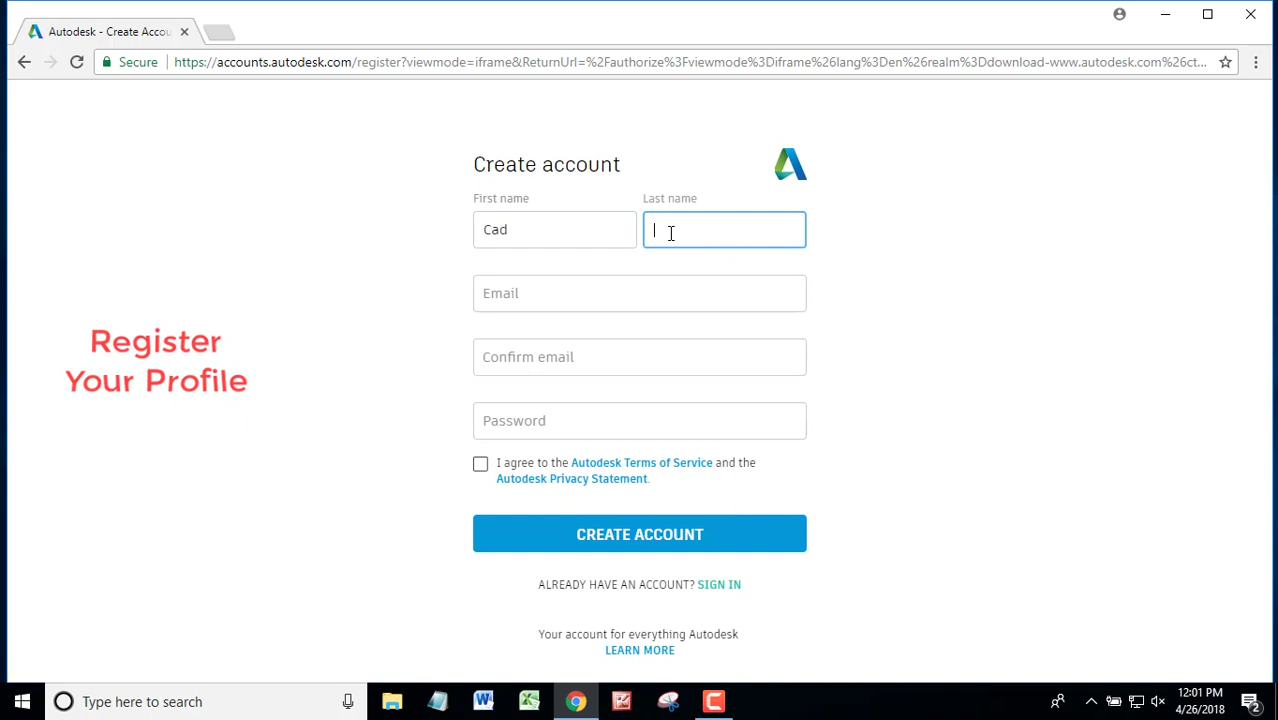 Autodesk - Create Accou
Secure
https://accounts.autodesk.com/register?viewmode=iframe&ReturnUrl=%2Fauthorize%3Fviewmode%3Diframe%26lang%3Den%26realm%3Ddownload-www.autodesk.com%26ct...
Create account
First name
Last name
Cad
Email
Confirm email
Password
I agree to the Autodesk Terms of Service and the
Autodesk Privacy Statement.
CREATE ACCOUNT
ALREADY HAVE AN ACCOUNT? SIGN IN
Your account for everything Autodesk
LEARN MORE
Register
Your Profile
Type here to search
12:01 PM
4/26/2018
2